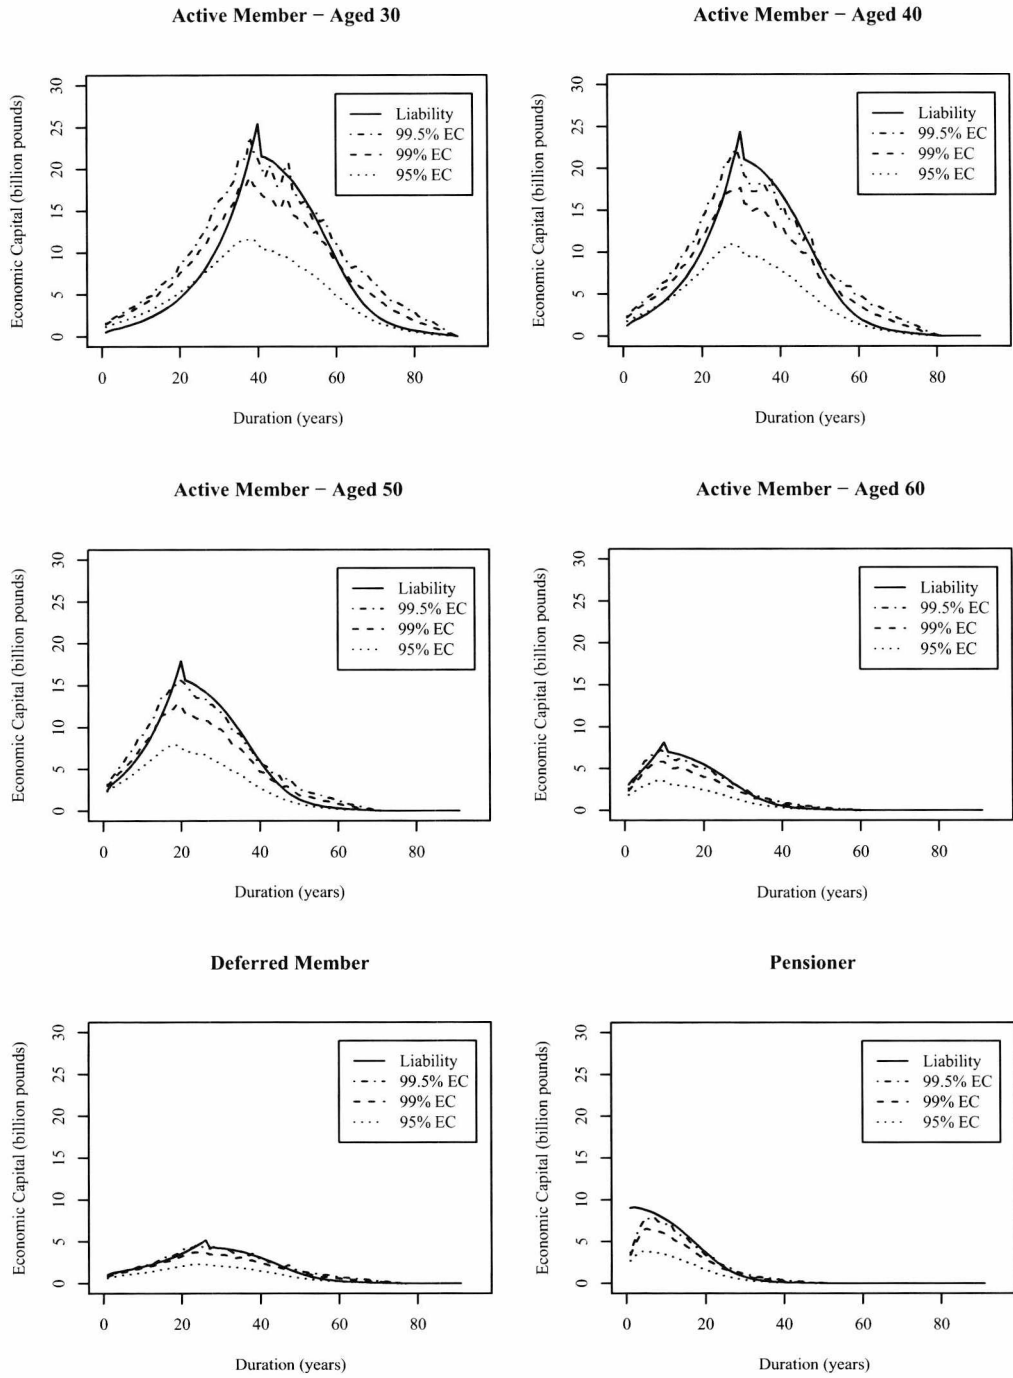 Active Member − Aged 30
Economic Capital (billion pounds)
30
25
20
15
10
5
0
Liability
99.5% EC
99% EC
95% EC
0 20 40 60 80
Duration (years)
Active Member − Aged 40
Economic Capital (billion pounds)
30
25
20
15
10
5
0
Liability
99.5% EC
99% EC
95% EC
0 20 40 60 80
Duration (years)
Active Member − Aged 50
Economic Capital (billion pounds)
30
25
20
15
10
5
0
Liability
99.5% EC
99% EC
95% EC
0 20 40 60 80
Duration (years)
Active Member − Aged 60
Economic Capital (billion pounds)
30
25
20
15
10
5
0
Liability
99.5% EC
99% EC
95% EC
0 20 40 60 80
Duration (years)
Deferred Member
Economic Capital (billion pounds)
30
25
20
15
10
5
0
Liability
99.5% EC
99% EC
95% EC
0 20 40 60 80
Duration (years)
Pensioner
Economic Capital (billion pounds)
30
25
20
15
10
5
0
Liability
99.5% EC
99% EC
95% EC
0 20 40 60 80
Duration (years)